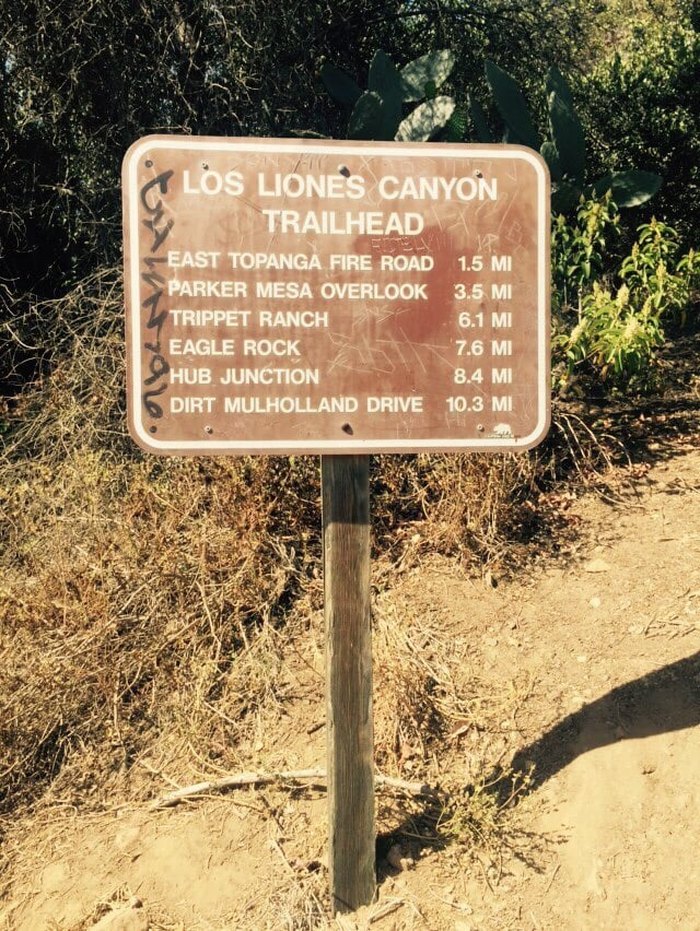 LOS LIONES CANYON
TRAILHEAD
EAST TOPANGA FIRE ROAD 1.5 MI
PARKER MESA OVERLOOK 3.5 MI
TRIPPET RANCH 6.1 MI
EAGLE ROCK 7.6 MI
HUB JUNCTION 8.4 MI
DIRT MULHOLLAND DRIVE 10.3 MI